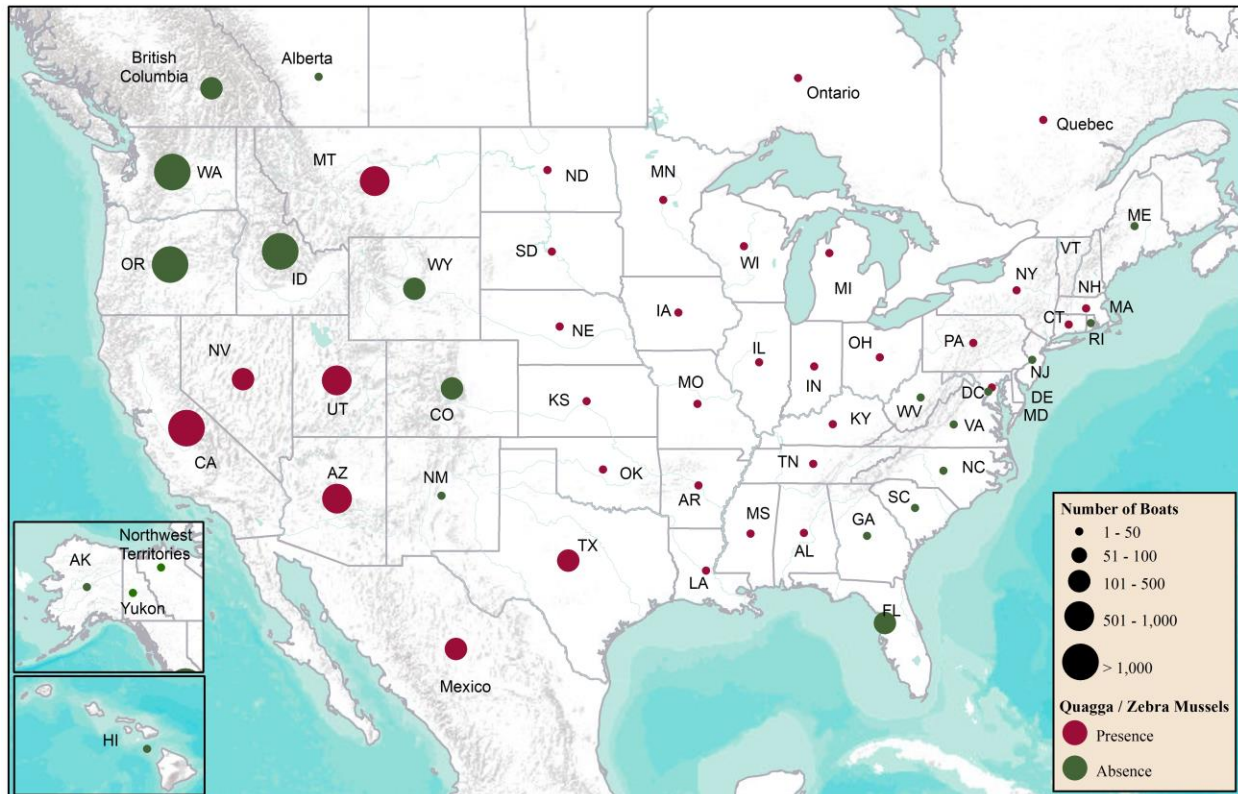 British
Columbia
Alberta
Ontario
Quebec
WA
MT
ND
MN
ME
OR
ID
WY
SD
WI
MI
VT
NH
NY
MA
CT
RI
NV
UT
CO
NE
IA
IL
IN
OH
PA
NJ
CA
AZ
NM
KS
MO
KY
WV
DC
DE
MD
VA
OK
AR
TN
NC
SC
MS
AL
GA
TX
LA
FL
Mexico
AK
Northwest
Territories
Yukon
HI
Number of Boats
1 - 50
51 - 100
101 - 500
501 - 1,000
> 1,000
Quagga / Zebra Mussels
Presence
Absence